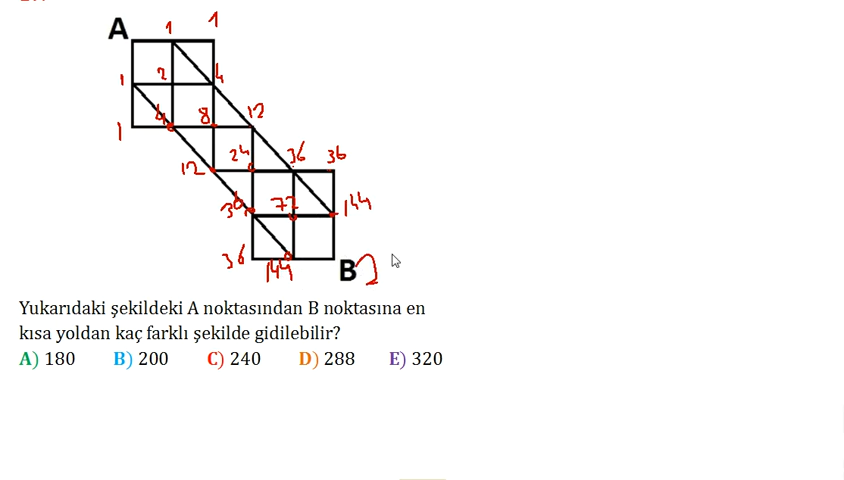 1 1
A
1 2 4
1 4 8 12
12 24 36 36
36 72 144
36 144 B
Yukarıdaki şekildeki A noktasından B noktasına en
kısa yoldan kaç farklı şekilde gidilebilir?
A) 180 B) 200 C) 240 D) 288 E) 320